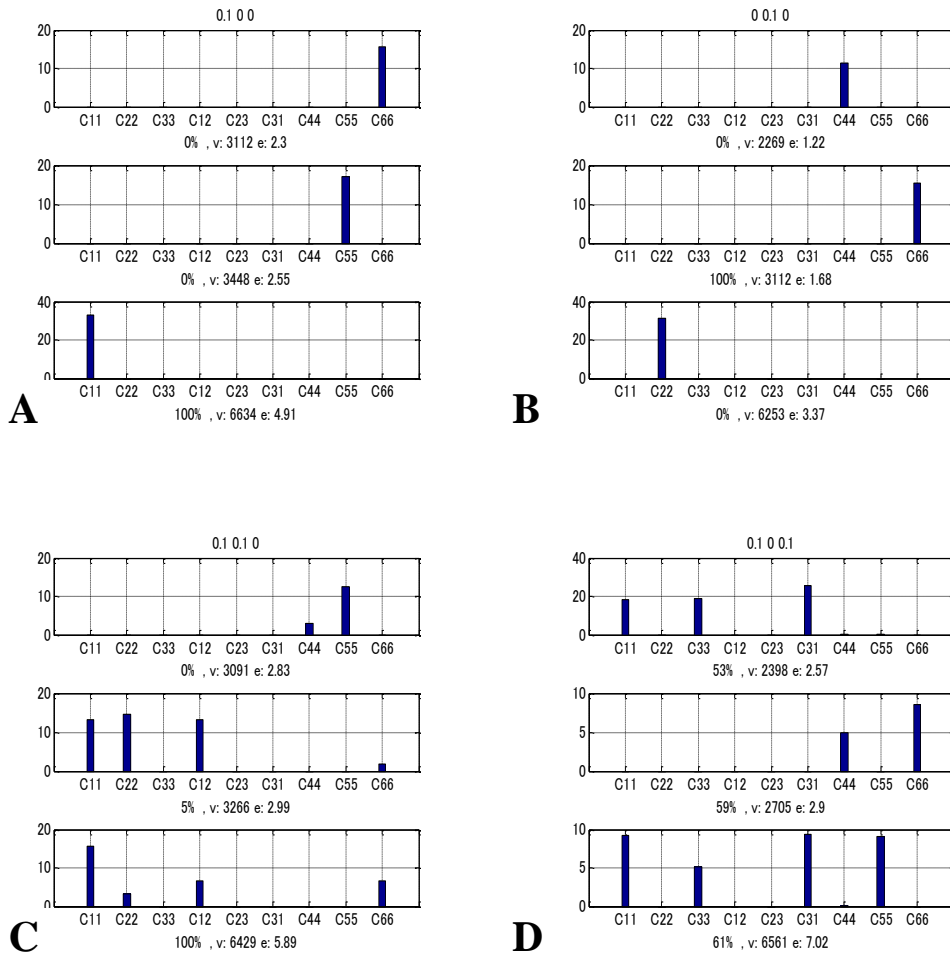 0.1 0 0
20
10
0
C11 C22 C33 C12 C23 C31 C44 C55 C66
0% , v: 3112 e: 2.3
20
10
0
C11 C22 C33 C12 C23 C31 C44 C55 C66
0% , v: 3448 e: 2.55
40
20
0
C11 C22 C33 C12 C23 C31 C44 C55 C66
100% , v: 6634 e: 4.91
A
0 0.1 0
20
10
0
C11 C22 C33 C12 C23 C31 C44 C55 C66
0% , v: 2269 e: 1.22
20
10
0
C11 C22 C33 C12 C23 C31 C44 C55 C66
100% , v: 3112 e: 1.68
40
20
0
C11 C22 C33 C12 C23 C31 C44 C55 C66
0% , v: 6253 e: 3.37
B
0.1 0.1 0
20
10
0
C11 C22 C33 C12 C23 C31 C44 C55 C66
0% , v: 3091 e: 2.83
20
10
0
C11 C22 C33 C12 C23 C31 C44 C55 C66
5% , v: 3266 e: 2.99
20
10
0
C11 C22 C33 C12 C23 C31 C44 C55 C66
100% , v: 6429 e: 5.89
C
0.1 0 0.1
40
20
0
C11 C22 C33 C12 C23 C31 C44 C55 C66
53% , v: 2398 e: 2.57
10
5
0
C11 C22 C33 C12 C23 C31 C44 C55 C66
59% , v: 2705 e: 2.9
10
5
0
C11 C22 C33 C12 C23 C31 C44 C55 C66
61% , v: 6561 e: 7.02
D